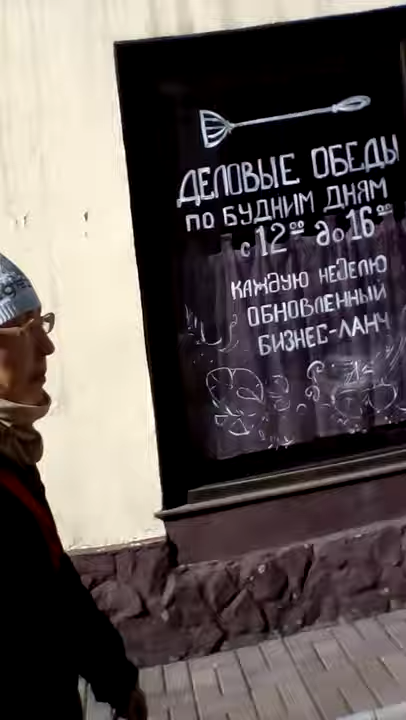 ДЕЛОВЫЕ ОБЕДЫ
ПО БУДНИМ ДНЯМ
с 12⁰⁰ до 16⁰⁰
КАЖДУЮ НЕДЕЛЮ
ОБНОВЛЕННЫЙ
БИЗНЕС-ЛАНЧ